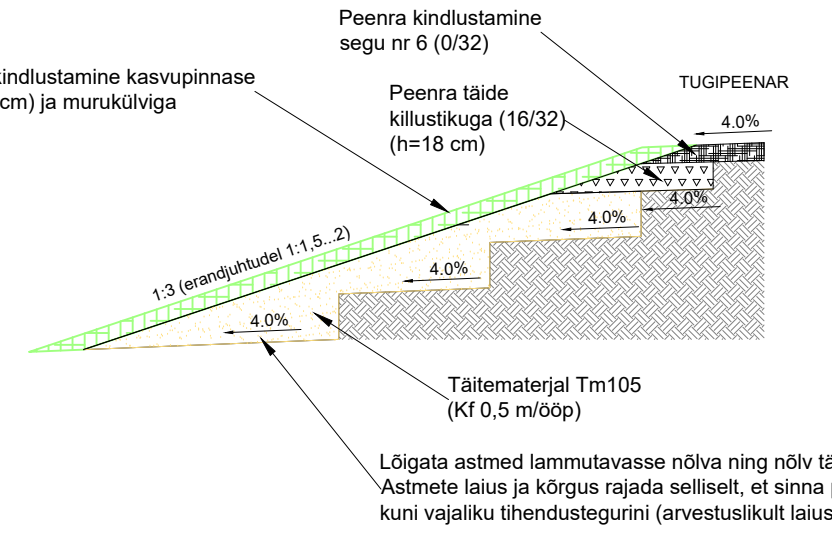 Peenra kindlustamine
segu nr 6 (0/32)
kindlustamine kasvupinnase
cm) ja murukülviga
Peenra täide
killustikuga (16/32)
(h=18 cm)
TUGIPEENAR
4.0%
4.0%
4.0%
4.0%
4.0%
1:3 (erandjuhtudel 1:1,5...2)
Täitematerjal Tm105
(Kf 0,5 m/ööp)
Lõigata astmed lammutavasse nõlva ning nõlv
Astmete laius ja kõrgus rajada selliselt, et sinna
kuni vajaliku tihendustegurini (arvestuslikult laius